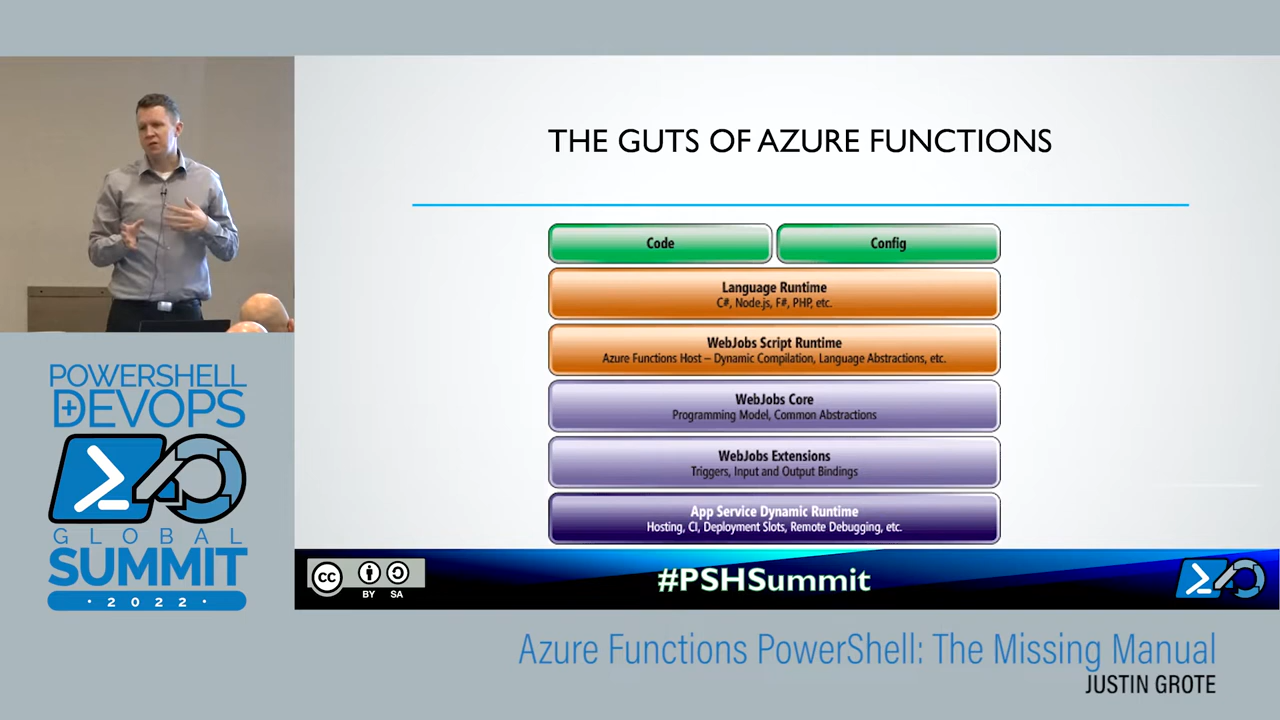 THE GUTS OF AZURE FUNCTIONS
Code
Config
Language Runtime
C#, Node.js, F#, PHP, etc.
WebJobs Script Runtime
Azure Functions Host – Dynamic Compilation, Language Abstractions, etc.
WebJobs Core
Programming Model, Common Abstractions
WebJobs Extensions
Triggers, Input and Output Bindings
App Service Dynamic Runtime
Hosting, CI, Deployment Slots, Remote Debugging, etc.
POWERSHELL
DEVOPS
GLOBAL
SUMMIT
· 2022 ·
CC BY SA
#PSHSummit
Azure Functions PowerShell: The Missing Manual
JUSTIN GROTE